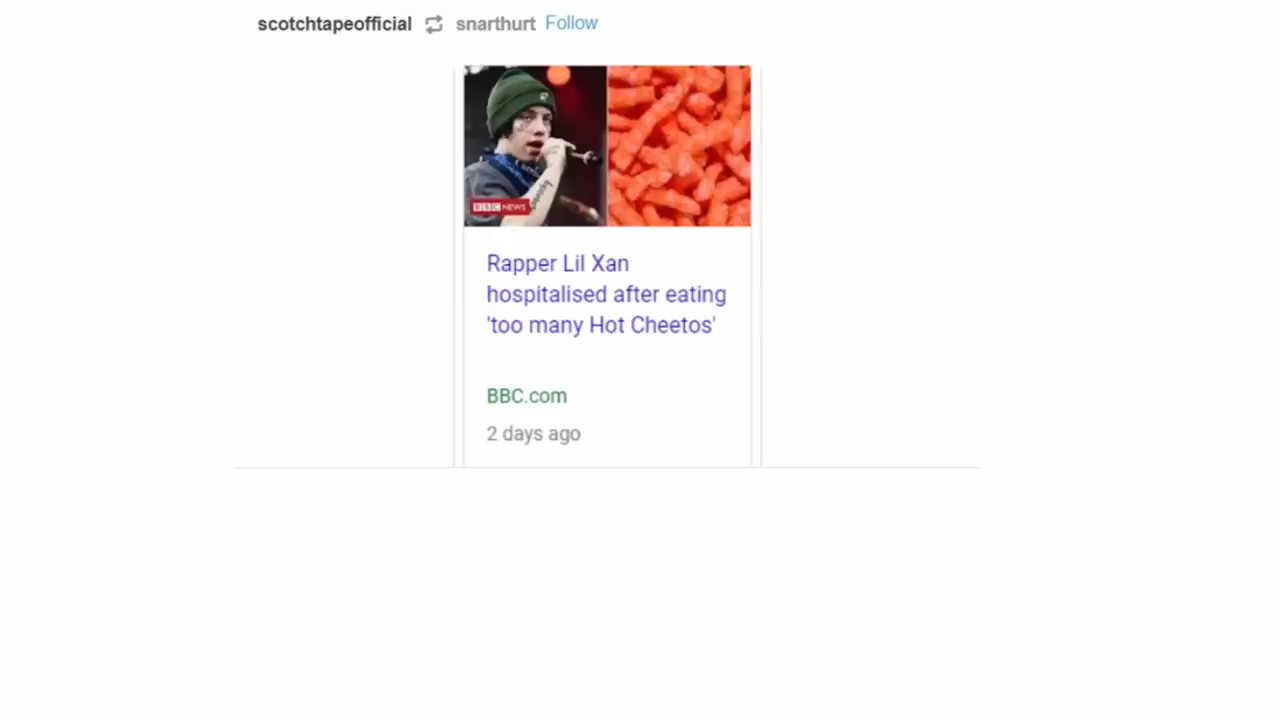 scotchtapeofficial snarthurt Follow
BBC NEWS
Rapper Lil Xan
hospitalised after eating
'too many Hot Cheetos'
BBC.com
2 days ago